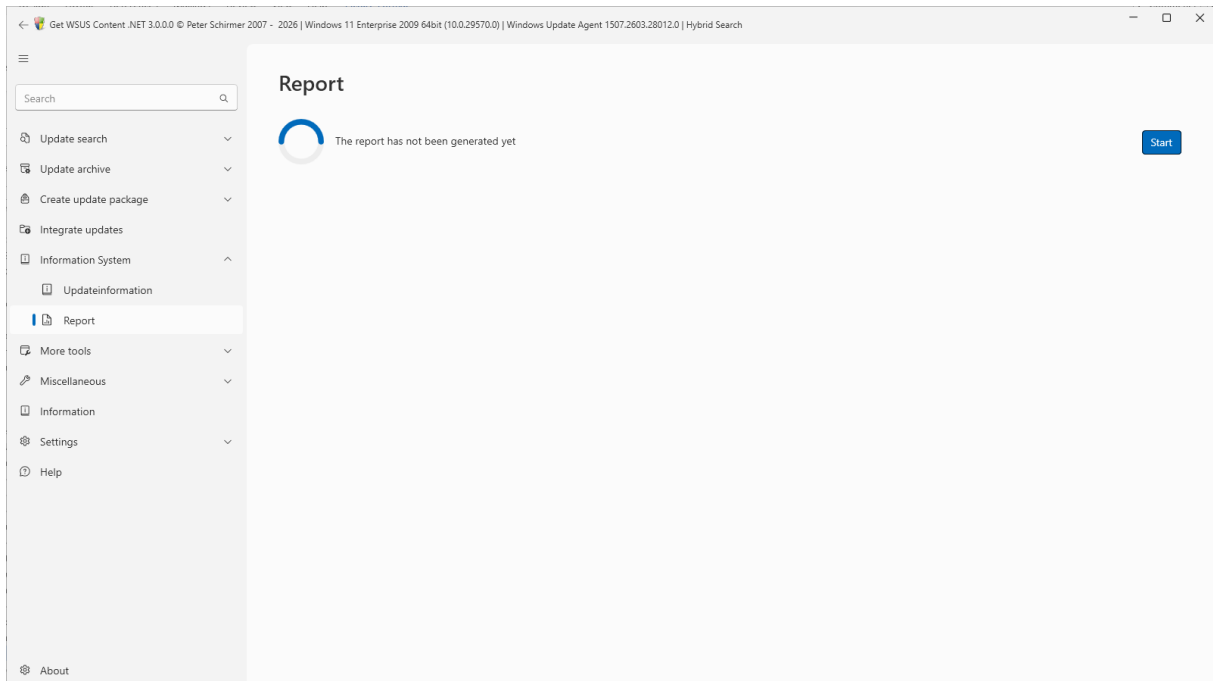 Get WSUS Content .NET 3.0.0.0 © Peter Schirmer 2007 - 2026 | Windows 11 Enterprise 2009 64bit (10.0.29570.0) | Windows Update Agent 1507.2603.28012.0 | Hybrid Search
Search
Update search
Update archive
Create update package
Integrate updates
Information System
Updateinformation
Report
More tools
Miscellaneous
Information
Settings
Help
About
Report
The report has not been generated yet
Start